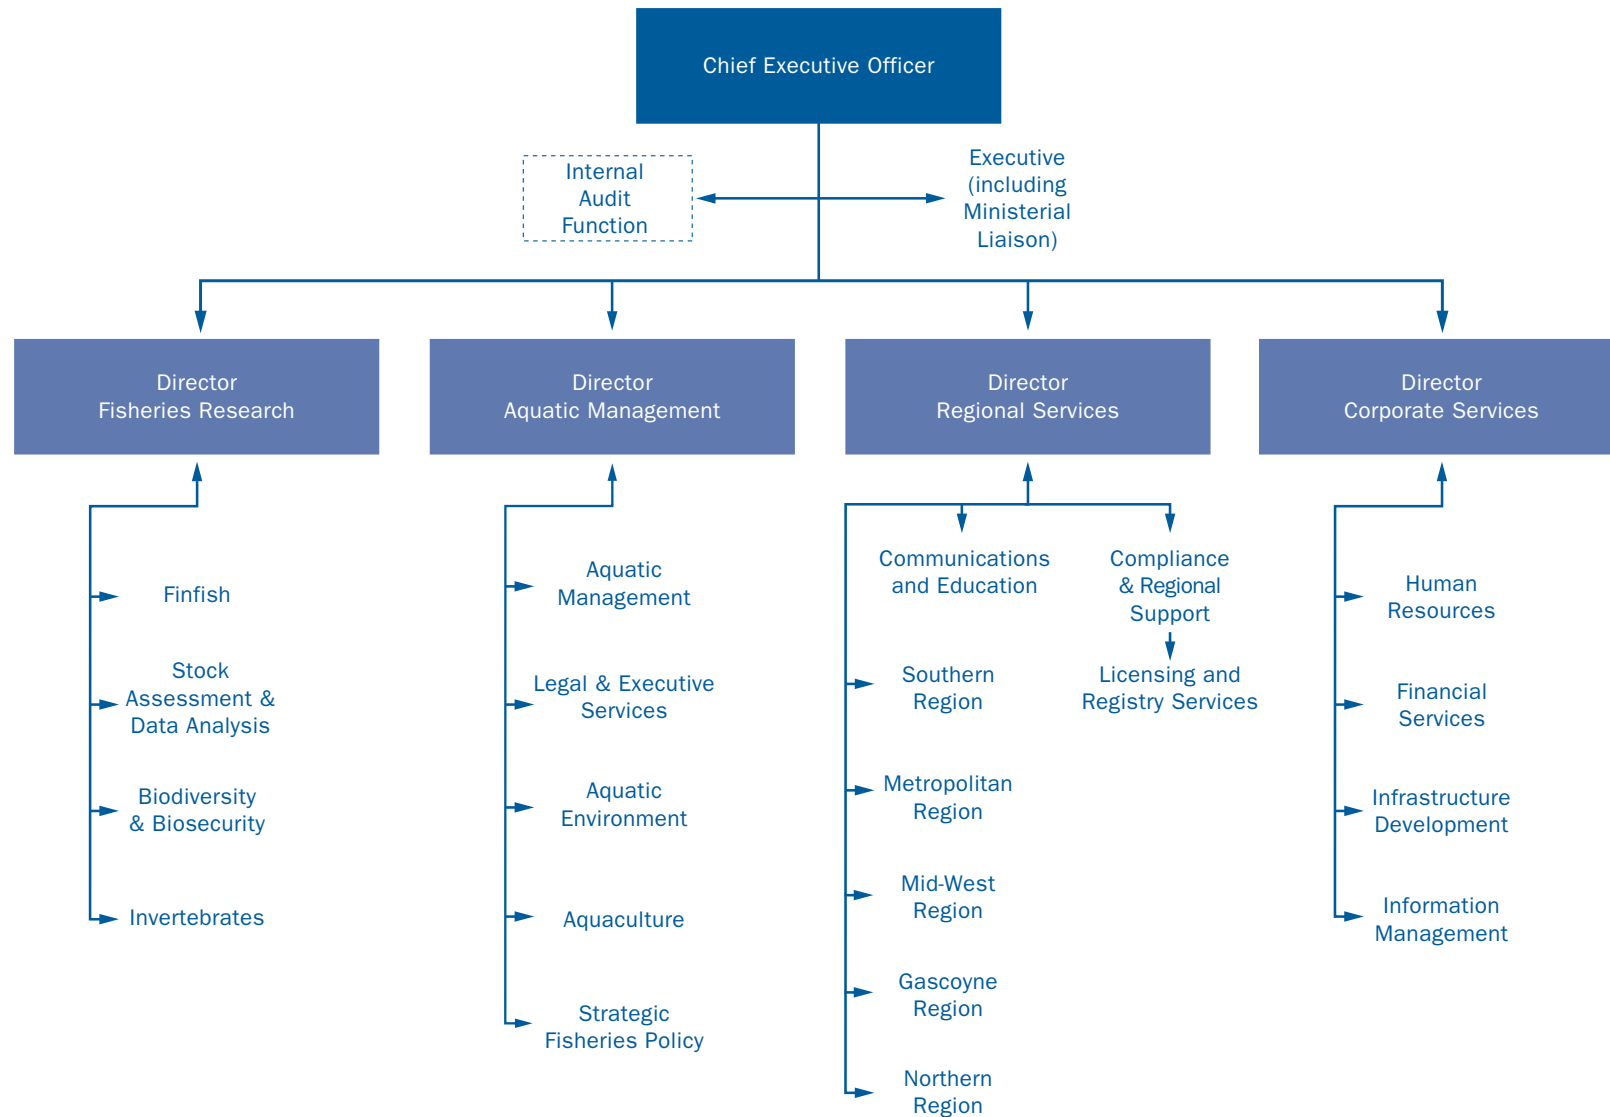 Chief Executive Officer
Internal
Audit
Function
Executive
(including
Ministerial
Liaison)
Director
Fisheries Research
Director
Aquatic Management
Director
Regional Services
Director
Corporate Services
Finfish
Stock
Assessment &
Data Analysis
Biodiversity
& Biosecurity
Invertebrates
Aquatic
Management
Legal & Executive
Services
Aquatic
Environment
Aquaculture
Strategic
Fisheries Policy
Communications
and Education
Compliance
& Regional
Support
Licensing and
Registry Services
Southern
Region
Metropolitan
Region
Mid-West
Region
Gascoyne
Region
Northern
Region
Human
Resources
Financial
Services
Infrastructure
Development
Information
Management